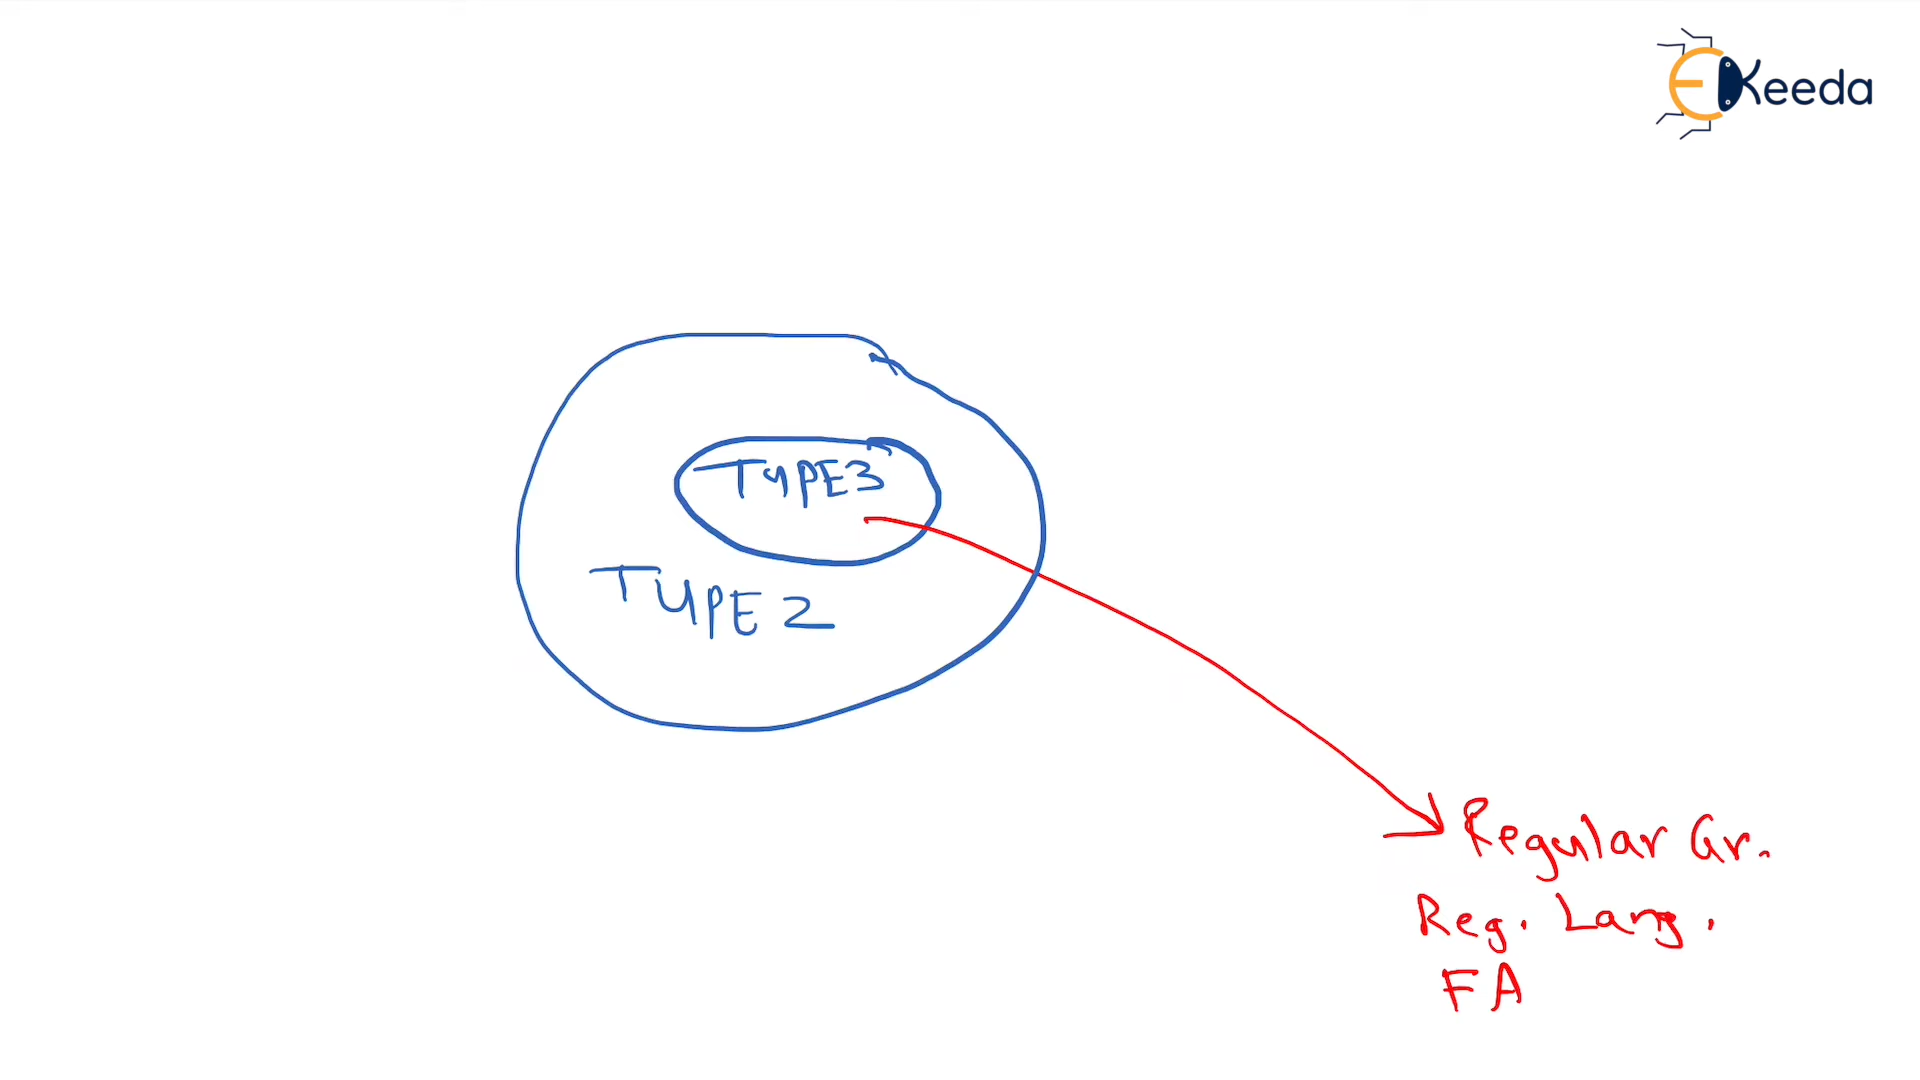 EKeeda
TYPE3
TYPE 2
Regular Gr.
Reg. Lang.
FA